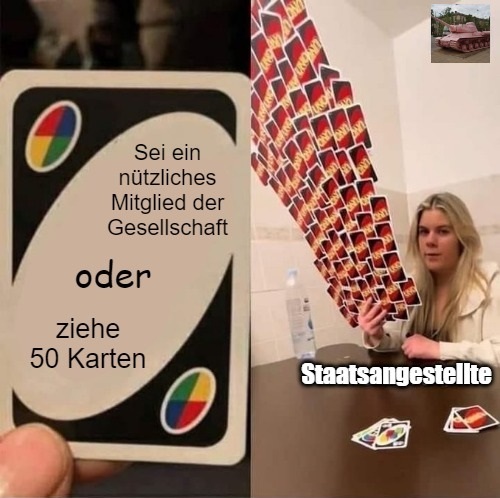 Sei ein
nützliches
Mitglied der
Gesellschaft
oder
ziehe
50 Karten
Staatsangestellte